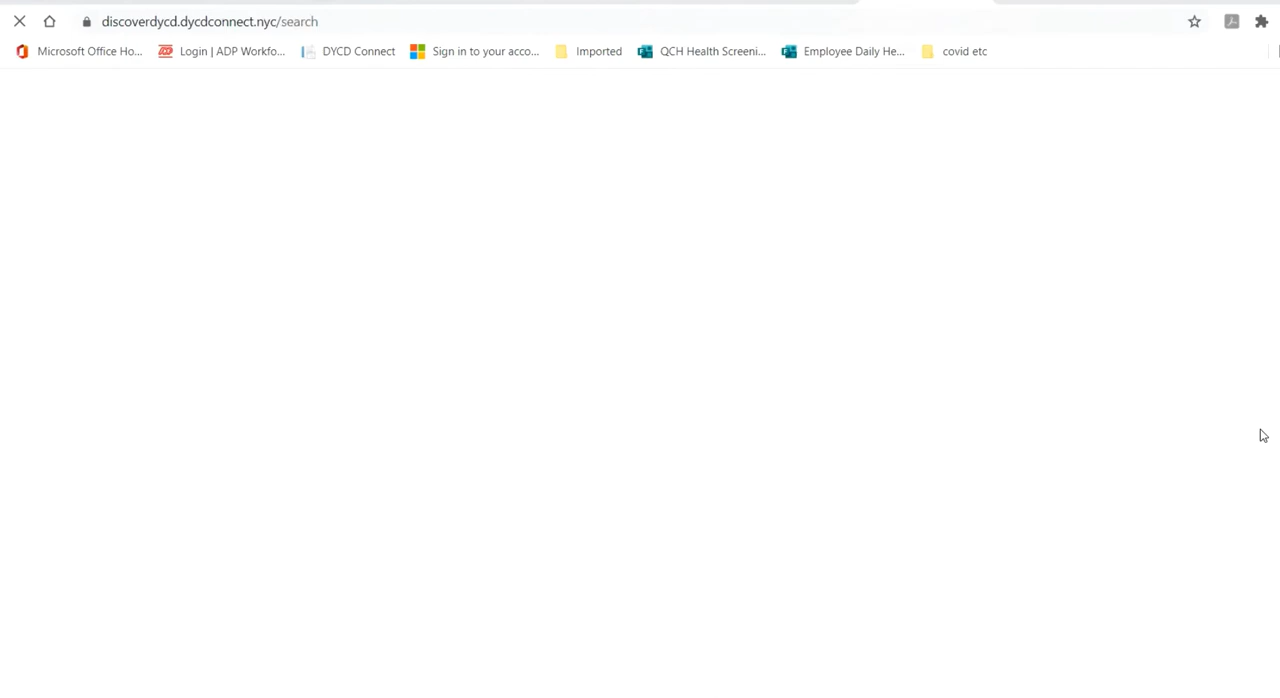 discoverdycd.dycdconnect.nyc/search
Microsoft Office Ho... Login | ADP Workfo... DYCD Connect Sign in to your acco... Imported QCH Health Screeni... Employee Daily He... covid etc